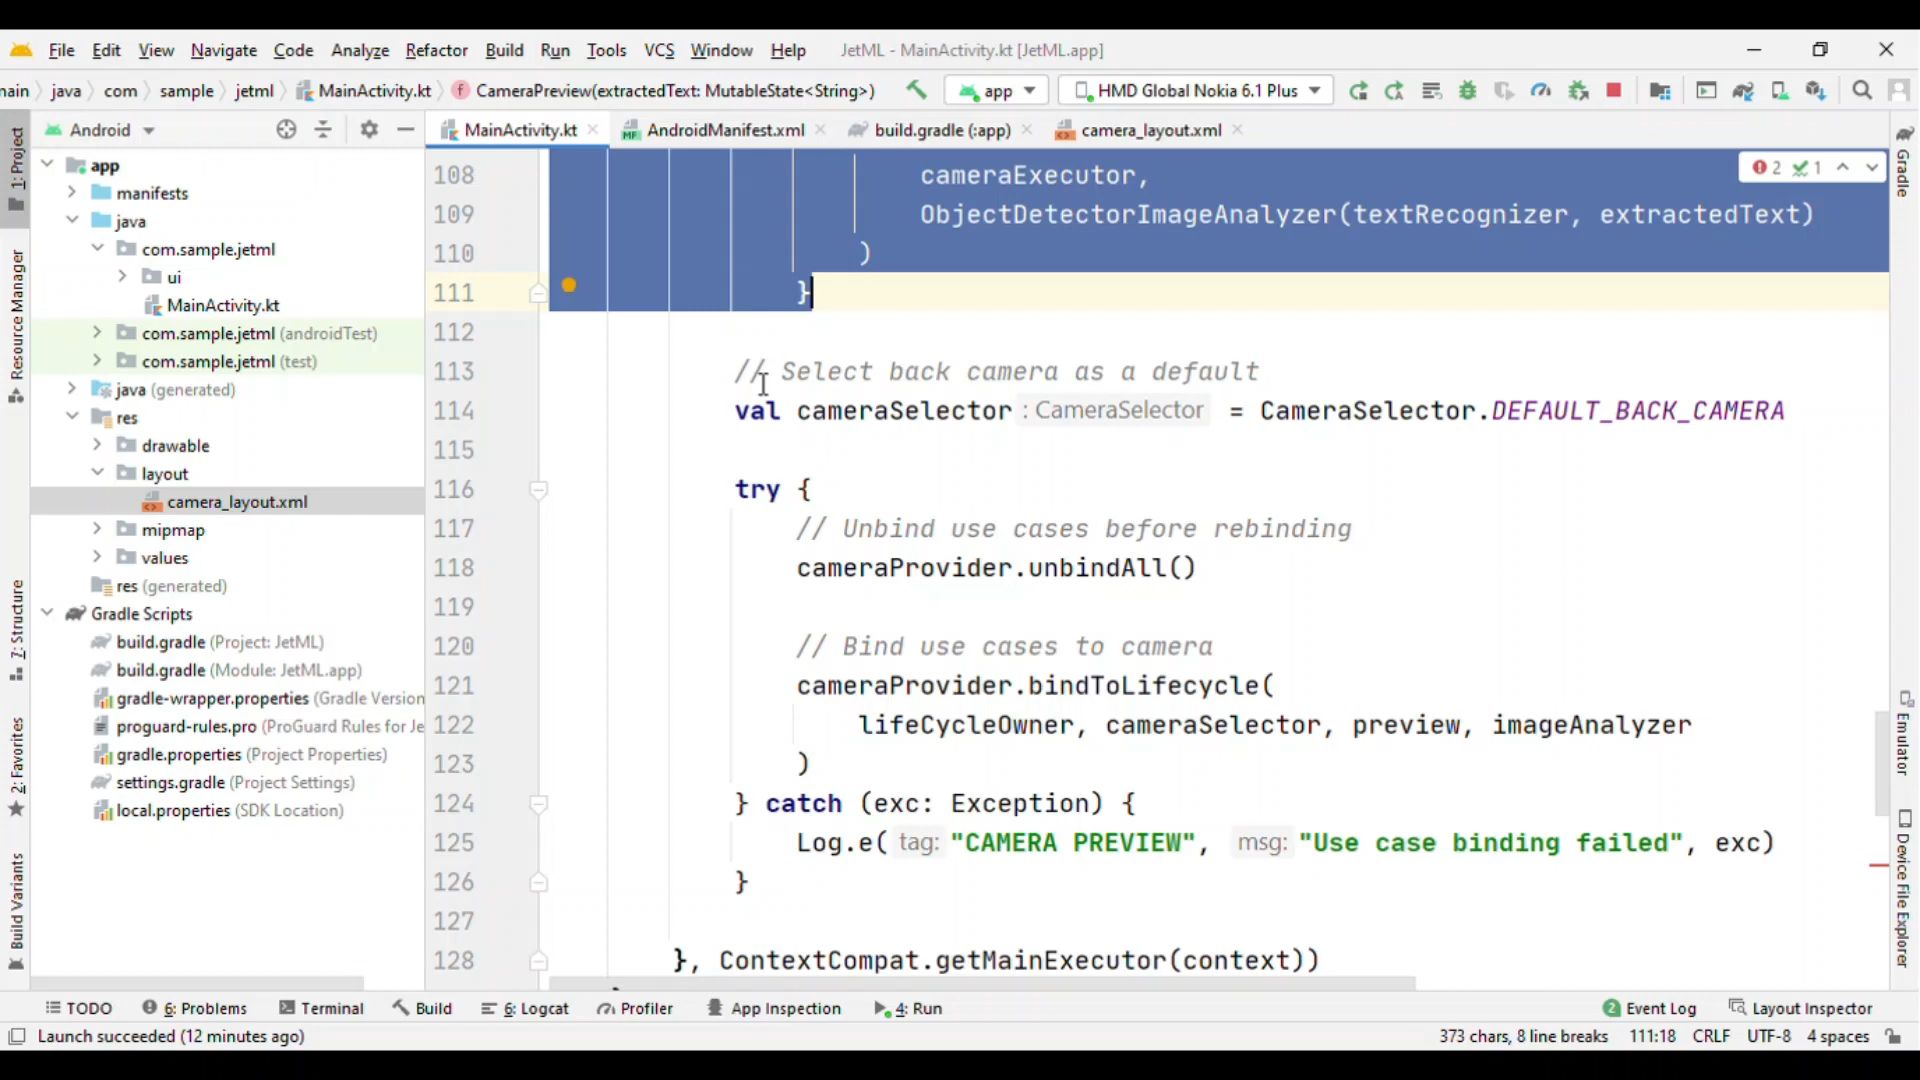 File Edit View Navigate Code Analyze Refactor Build Run Tools VCS Window Help JetML - MainActivity.kt [JetML.app]
main java com sample jetml MainActivity.kt CameraPreview(extractedText: MutableState<String>) app HMD Global Nokia 6.1 Plus
Android MainActivity.kt AndroidManifest.xml build.gradle (:app) camera_layout.xml
1: Project
Resource Manager
7: Structure
2: Favorites
Build Variants
app
manifests
java
com.sample.jetml
ui
MainActivity.kt
com.sample.jetml (androidTest)
com.sample.jetml (test)
java (generated)
res
drawable
layout
camera_layout.xml
mipmap
values
res (generated)
Gradle Scripts
build.gradle (Project: JetML)
build.gradle (Module: JetML.app)
gradle-wrapper.properties (Gradle Version
proguard-rules.pro (ProGuard Rules for Je
gradle.properties (Project Properties)
settings.gradle (Project Settings)
local.properties (SDK Location)
2 1
108 cameraExecutor,
109 ObjectDetectorImageAnalyzer(textRecognizer, extractedText)
110 )
111 }
112
113 // Select back camera as a default
114 val cameraSelector : CameraSelector = CameraSelector.DEFAULT_BACK_CAMERA
115
116 try {
117 // Unbind use cases before rebinding
118 cameraProvider.unbindAll()
119
120 // Bind use cases to camera
121 cameraProvider.bindToLifecycle(
122 lifeCycleOwner, cameraSelector, preview, imageAnalyzer
123 )
124 } catch (exc: Exception) {
125 Log.e( tag: "CAMERA PREVIEW", msg: "Use case binding failed", exc)
126 }
127
128 }, ContextCompat.getMainExecutor(context))
Gradle
Emulator
Device File Explorer
TODO 6: Problems Terminal Build 6: Logcat Profiler App Inspection 4: Run 2 Event Log Layout Inspector
Launch succeeded (12 minutes ago) 373 chars, 8 line breaks 111:18 CRLF UTF-8 4 spaces